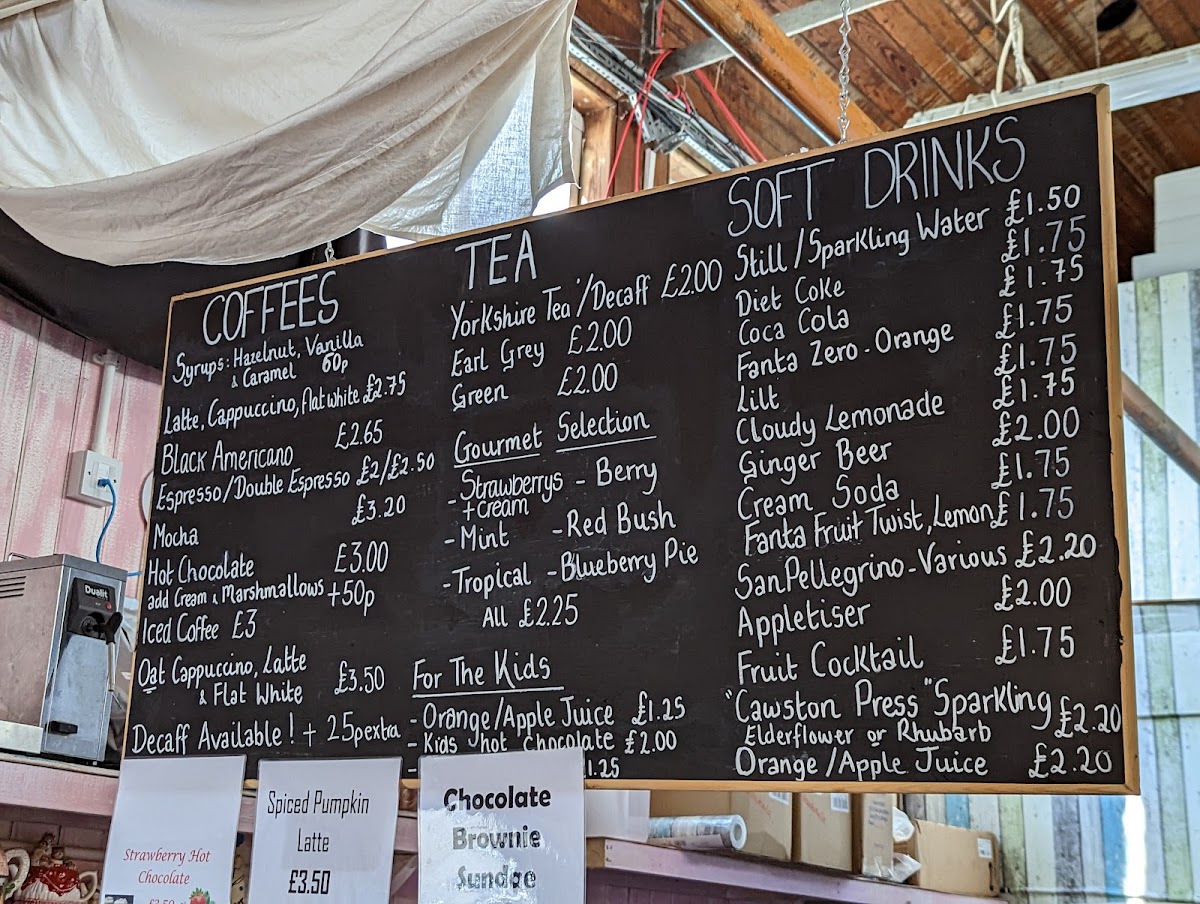 COFFEES
Syrups: Hazelnut, Vanilla
& Caramel 60p
Latte, Cappuccino, flat white £2.75
Black Americano £2.65
Espresso/Double Espresso £2/£2.50
Mocha £3.20
Hot Chocolate £3.00
add Cream & Marshmallows +50p
Iced Coffee £3
Oat Cappuccino, Latte
& Flat White £3.50
Decaff Available! + 25p extra
TEA
Yorkshire Tea'/Decaff £2.00
Earl Grey £2.00
Green £2.00
Gourmet Selection
- Strawberrys - Berry
+ cream
- Mint - Red Bush
- Tropical - Blueberry Pie
All £2.25
For The Kids
- Orange/Apple Juice £1.25
- Kids hot Chocolate £2.00
1.25
SOFT DRINKS
Still/Sparkling Water £1.50
Diet Coke £1.75
Coca Cola £1.75
Fanta Zero - Orange £1.75
Lilt £1.75
Cloudy Lemonade £1.75
Ginger Beer £2.00
Cream Soda £1.75
Fanta Fruit Twist, Lemon £1.75
SanPellegrino - Various £2.20
Appletiser £2.00
Fruit Cocktail £1.75
"Cawston Press" Sparkling
Elderflower or Rhubarb £2.20
Orange/Apple Juice £2.20
Dualit
Strawberry Hot
Chocolate
Spiced Pumpkin
Latte
£3.50
Chocolate
Brownie
Sundae